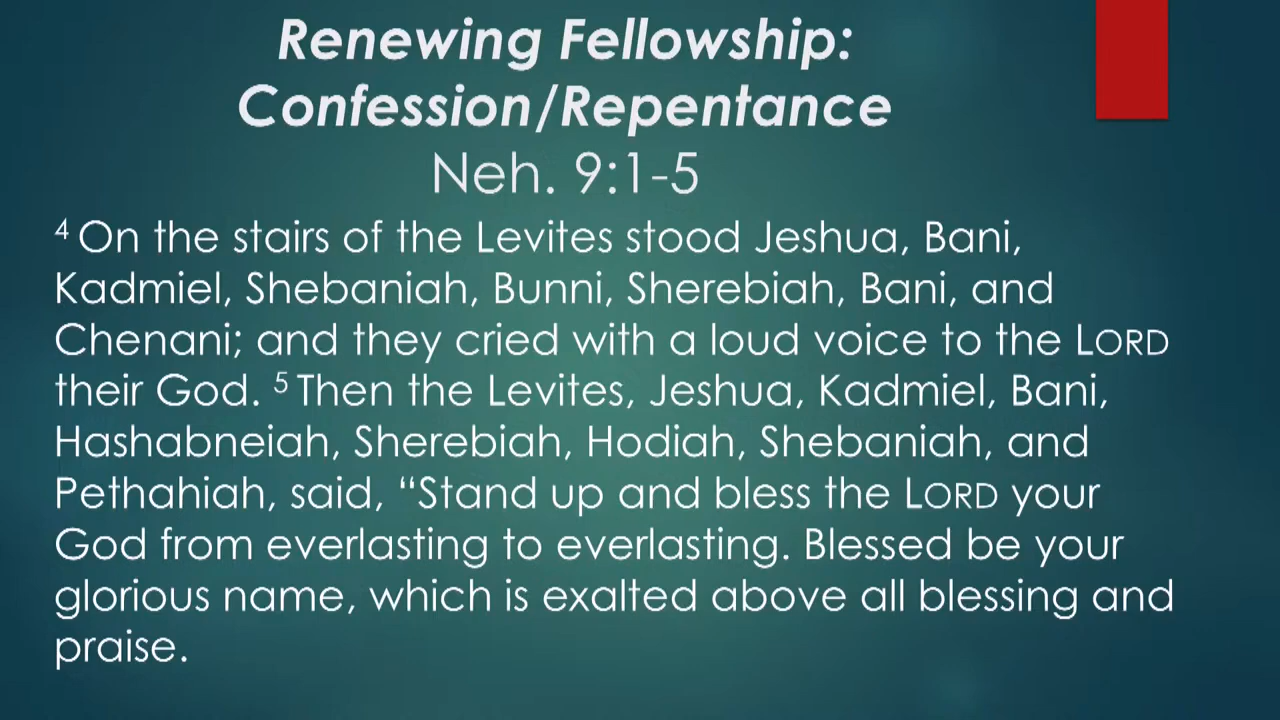 Renewing Fellowship:
Confession/Repentance
Neh. 9:1-5
⁴ On the stairs of the Levites stood Jeshua, Bani,
Kadmiel, Shebaniah, Bunni, Sherebiah, Bani, and
Chenani; and they cried with a loud voice to the LORD
their God. ⁵ Then the Levites, Jeshua, Kadmiel, Bani,
Hashabneiah, Sherebiah, Hodiah, Shebaniah, and
Pethahiah, said, “Stand up and bless the LORD your
God from everlasting to everlasting. Blessed be your
glorious name, which is exalted above all blessing and
praise.